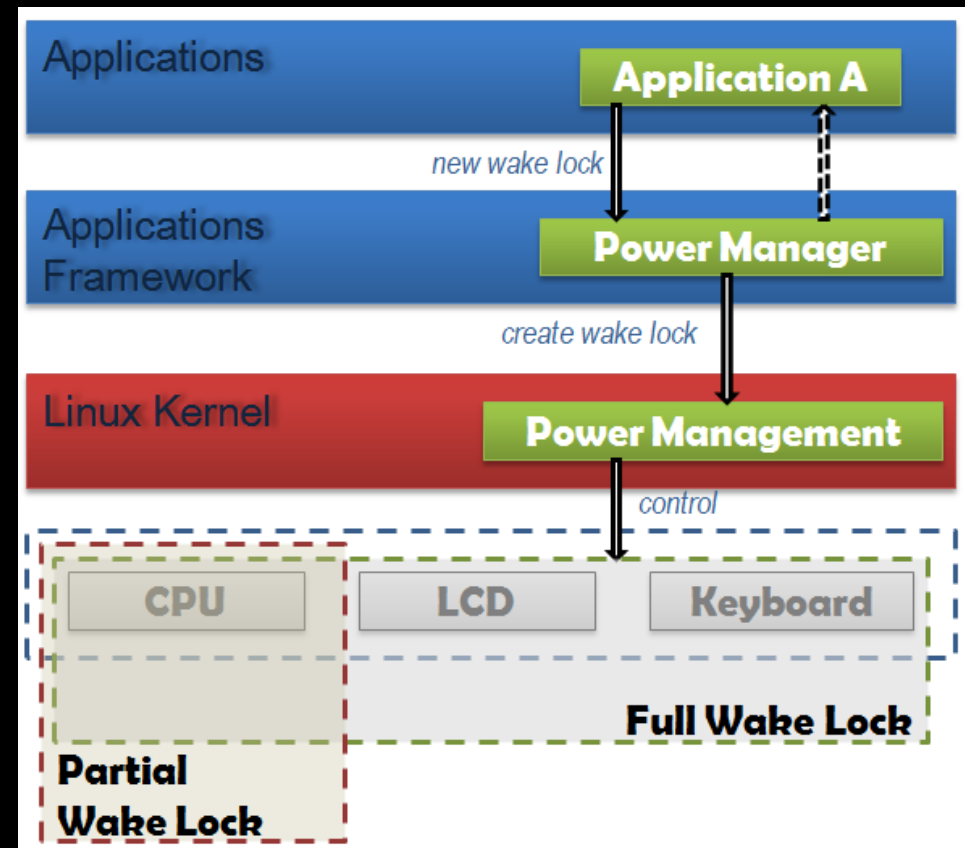 Applications
Application A
new wake lock
Applications
Framework
Power Manager
create wake lock
Linux Kernel
Power Management
control
CPU
LCD
Keyboard
Full Wake Lock
Partial
Wake Lock